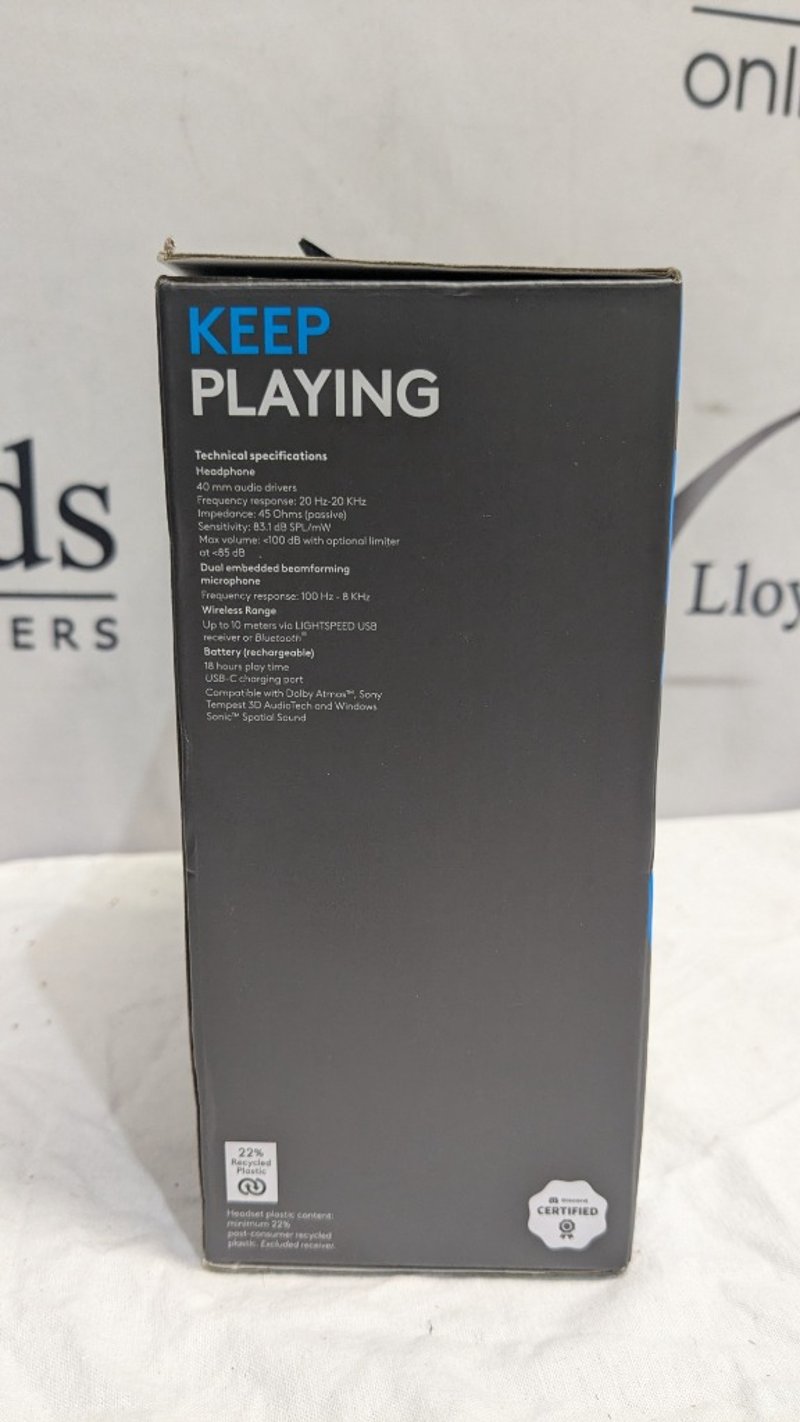 onl
ds
ERS
Lloy
KEEP
PLAYING
Technical specifications
Headphone
40 mm audio drivers
Frequency response: 20 Hz-20 KHz
Impedance: 45 Ohms (passive)
Sensitivity: 83.1 dB SPL/mW
Max volume: <100 dB with optional limiter
at <85 dB
Dual embedded beamforming
microphone
Frequency response: 100 Hz - 8 KHz
Wireless Range
Up to 10 meters via LIGHTSPEED USB
receiver or Bluetooth®
Battery (rechargeable)
18 hours play time
USB-C charging port
Compatible with Dolby Atmos™, Sony
Tempest 3D AudioTech and Windows
Sonic™ Spatial Sound
22%
Recycled
Plastic
Headset plastic content:
minimum 22%
post-consumer recycled
plastic. Excluded receiver.
Discord
CERTIFIED